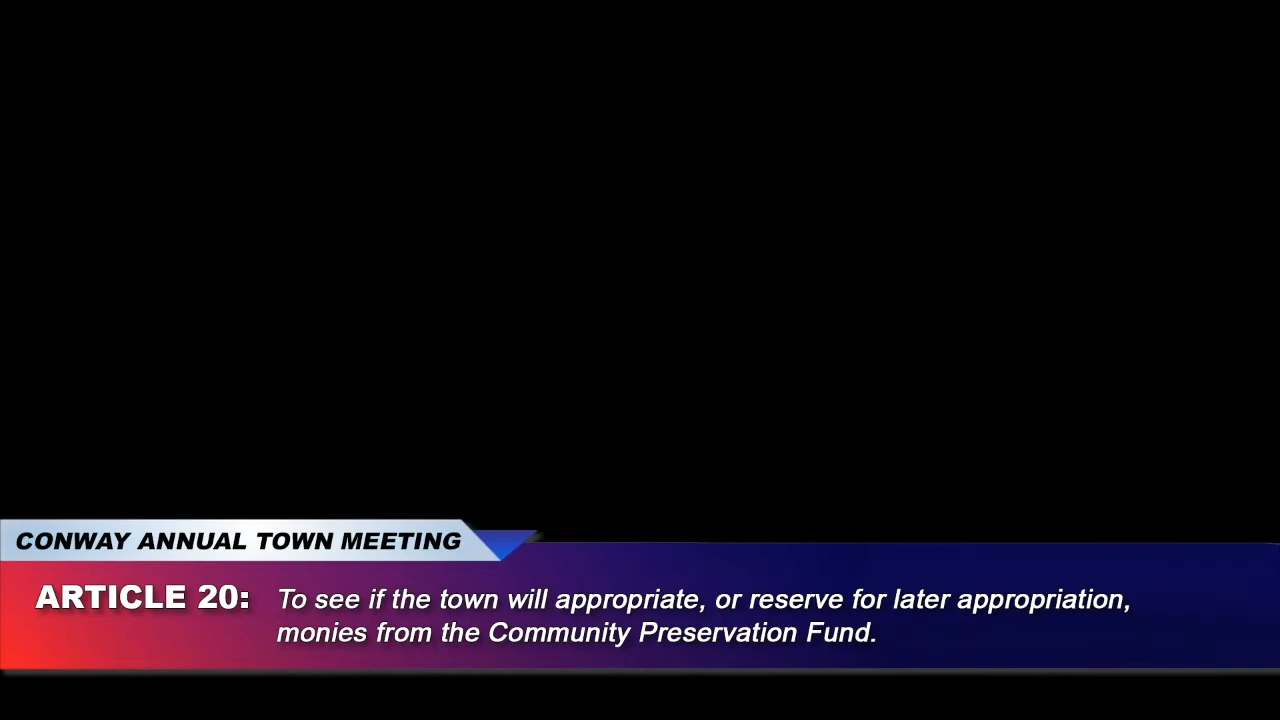 CONWAY ANNUAL TOWN MEETING
ARTICLE 20: To see if the town will appropriate, or reserve for later appropriation,
monies from the Community Preservation Fund.